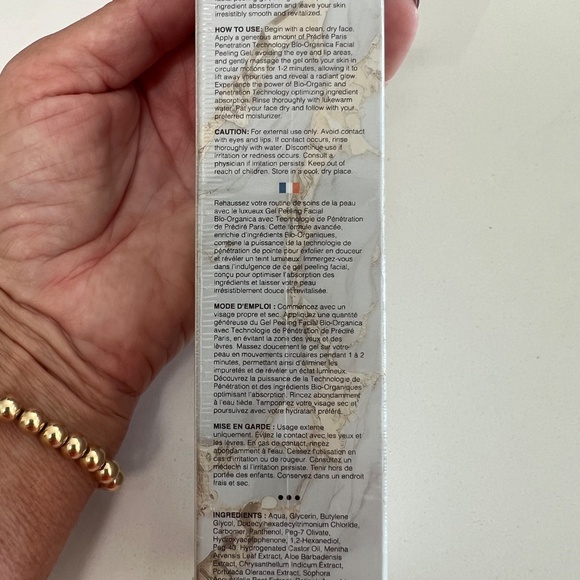 ingredient absorption and leave your skin
irresistibly smooth and revitalized.
HOW TO USE: Begin with a clean, dry face.
Apply a generous amount of Prédiré Paris
Penetration Technology Bio-Organica Facial
Peeling Gel, avoiding the eye and lip areas,
and gently massage the gel onto your skin in
circular motions for 1-2 minutes, allowing it to
lift away impurities and reveal a radiant glow.
Experience the power of Bio-Organic and
Penetration Technology optimizing ingredient
absorption. Rinse thoroughly with lukewarm
water. Pat your face dry and follow with your
preferred moisturizer.
CAUTION: For external use only. Avoid contact
with eyes and lips. If contact occurs, rinse
thoroughly with water. Discontinue use if
irritation or redness occurs. Consult a
physician if irritation persists. Keep out of
reach of children. Store in a cool, dry place.
Rehaussez votre routine de soins de la peau
avec le luxueux Gel Peeling Facial
Bio-Organica avec Technologie de Pénétration
de Prédiré Paris. Cette formule avancée,
enrichie d'ingrédients Bio-Organiques,
combine la puissance de la technologie de
pénétration de pointe pour exfolier en douceur
et révéler un teint lumineux. Immergez-vous
dans l'indulgence de ce gel peeling facial,
conçu pour optimiser l'absorption des
ingrédients et laisser votre peau
irrésistiblement douce et revitalisée.
MODE D'EMPLOI : Commencez avec un
visage propre et sec. Appliquez une quantité
généreuse du Gel Peeling Facial Bio-Organica
avec Technologie de Pénétration de Prédiré
Paris, en évitant la zone des yeux et des
lèvres. Massez doucement le gel sur votre
peau en mouvements circulaires pendant 1 à 2
minutes, permettant ainsi d'éliminer les
impuretés et de révéler un éclat lumineux.
Découvrez la puissance de la Technologie de
Pénétration et des ingrédients Bio-Organiques
optimisant l'absorption. Rincez abondamment
à l'eau tiède. Tamponnez votre visage sec et
poursuivez avec votre hydratant préféré.
MISE EN GARDE : Usage externe
uniquement. Évitez le contact avec les yeux et
les lèvres. En cas de contact, rincez
abondamment à l'eau. Cessez l'utilisation en
cas d'irritation ou de rougeur. Consultez un
médecin si l'irritation persiste. Tenir hors de
portée des enfants. Conservez dans un endroit
frais et sec.
INGREDIENTS : Aqua, Glycerin, Butylene
Glycol, Dodacyhexadecyltrimonium Chloride,
Carbomer, Panthenol, Peg-7 Olivate,
Hydroxyacetophenone, 1,2-Hexanediol,
Peg-40, Hydrogenated Castor Oil, Mentha
Arvensis Leaf Extract, Aloe Barbadensis
Extract, Chrysanthellum Indicum Extract,
Portulaca Oleracea Extract, Sophora